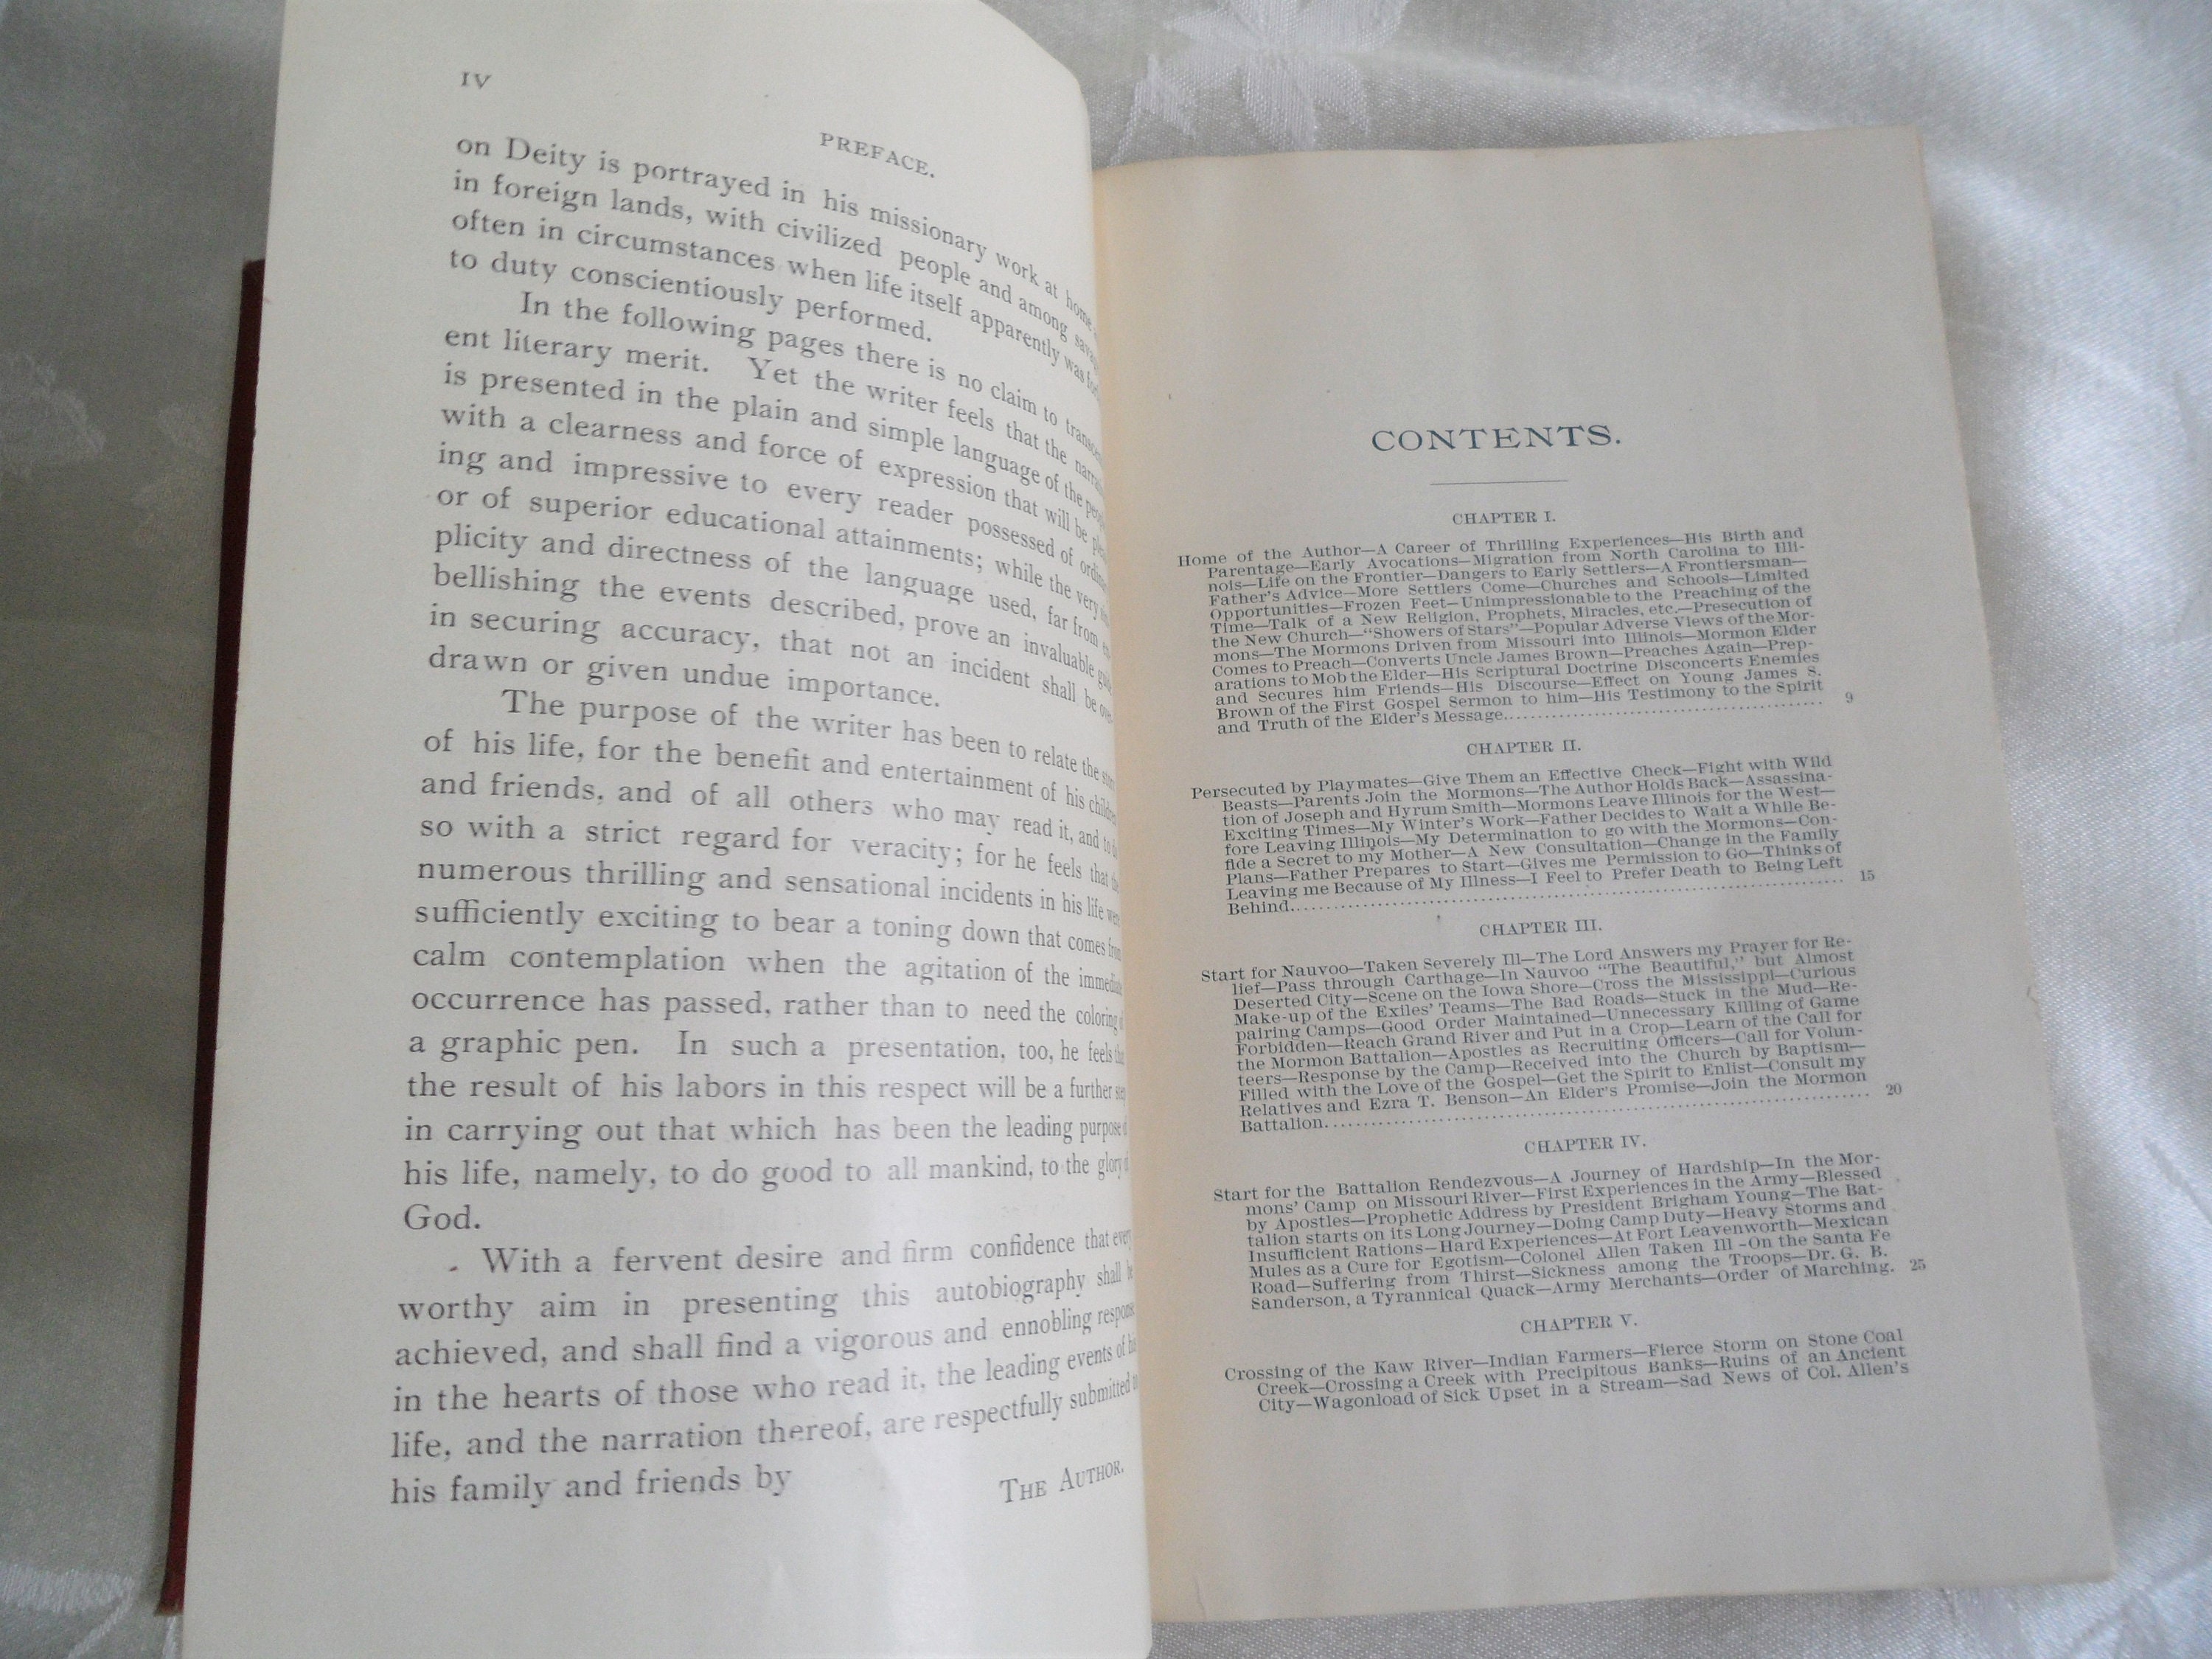 IV
PREFACE.
on Deity is portrayed in his missionary work at home
in foreign lands, with civilized people and among
often in circumstances when life itself apparently was
to duty conscientiously performed.
In the following pages there is no claim to
ent literary merit. Yet the writer feels that the
is presented in the plain and simple language of the
with a clearness and force of expression that will be
ing and impressive to every reader possessed of
or of superior educational attainments; while the very
plicity and directness of the language used, far from
bellishing the events described, prove an invaluable
in securing accuracy, that not an incident shall be
drawn or given undue importance.
The purpose of the writer has been to relate the
of his life, for the benefit and entertainment of his
and friends, and of all others who may read it, and to
so with a strict regard for veracity; for he feels that
numerous thrilling and sensational incidents in his life
sufficiently exciting to bear a toning down that comes
calm contemplation when the agitation of the
occurrence has passed, rather than to need the coloring
a graphic pen. In such a presentation, too, he feels
the result of his labors in this respect will be a further
in carrying out that which has been the leading purpose
his life, namely, to do good to all mankind, to the glory
God.
With a fervent desire and firm confidence that
worthy aim in presenting this autobiography shall
achieved, and shall find a vigorous and ennobling
in the hearts of those who read it, the leading events of
life, and the narration thereof, are respectfully submitted
his family and friends by
THE AUTHOR.
CONTENTS.
CHAPTER I.
Home of the Author—A Career of Thrilling Experiences—His Birth and
Parentage—Early Avocations—Migration from North Carolina to Illi-
nois—Life on the Frontier—Dangers to Early Settlers—A Frontiersman—
Father's Advice—More Settlers Come—Churches and Schools—Limited
Opportunities—Frozen Feet—Unimpressionable to the Preaching of the
Time—Talk of a New Religion, Prophets, Miracles, etc.—Presecution of
the New Church—"Showers of Stars"—Popular Adverse Views of the Mor-
mons—The Mormons Driven from Missouri into Illinois—Mormon Elder
Comes to Preach—Converts Uncle James Brown—Preaches Again—Prep-
arations to Mob the Elder—His Scriptural Doctrine Disconcerts Enemies
and Secures him Friends—His Discourse—Effect on Young James S.
Brown of the First Gospel Sermon to him—His Testimony to the Spirit
and Truth of the Elder's Message.......... 9
CHAPTER II.
Persecuted by Playmates—Give Them an Effective Check—Fight with Wild
Beasts—Parents Join the Mormons—The Author Holds Back—Assassina-
tion of Joseph and Hyrum Smith—Mormons Leave Illinois for the West—
Exciting Times—My Winter's Work—Father Decides to Wait a While Be-
fore Leaving Illinois—My Determination to go with the Mormons—Con-
fide a Secret to my Mother—A New Consultation—Change in the Family
Plans—Father Prepares to Start—Gives me Permission to Go—Thinks of
Leaving me Because of My Illness—I Feel to Prefer Death to Being Left
Behind.......... 15
CHAPTER III.
Start for Nauvoo—Taken Severely Ill—The Lord Answers my Prayer for Re-
lief—Pass through Carthage—In Nauvoo "The Beautiful," but Almost
Deserted City—Scene on the Iowa Shore—Cross the Mississippi—Curious
Make-up of the Exiles' Teams—The Bad Roads—Stuck in the Mud—Re-
pairing Camps—Good Order Maintained—Unnecessary Killing of Game
Forbidden—Reach Grand River and Put in a Crop—Learn of the Call for
the Mormon Battalion—Apostles as Recruiting Officers—Call for Volun-
teers—Response by the Camp—Received into the Church by Baptism—
Filled with the Love of the Gospel—Get the Spirit to Enlist—Consult my
Relatives and Ezra T. Benson—An Elder's Promise—Join the Mormon
Battalion.......... 20
CHAPTER IV.
Start for the Battalion Rendezvous—A Journey of Hardship—In the Mor-
mons' Camp on Missouri River—First Experiences in the Army—Blessed
by Apostles—Prophetic Address by President Brigham Young—The Bat-
talion starts on its Long Journey—Doing Camp Duty—Heavy Storms and
Insufficient Rations—Hard Experiences—At Fort Leavenworth—Mexican
Mules as a Cure for Egotism—Colonel Allen Taken Ill -On the Santa Fe
Road—Suffering from Thirst—Sickness among the Troops—Dr. G. B.
Sanderson, a Tyrannical Quack—Army Merchants—Order of Marching. 25
CHAPTER V.
Crossing of the Kaw River—Indian Farmers—Fierce Storm on Stone Coal
Creek—Crossing a Creek with Precipitous Banks—Ruins of an Ancient
City—Wagonload of Sick Upset in a Stream—Sad News of Col. Allen's